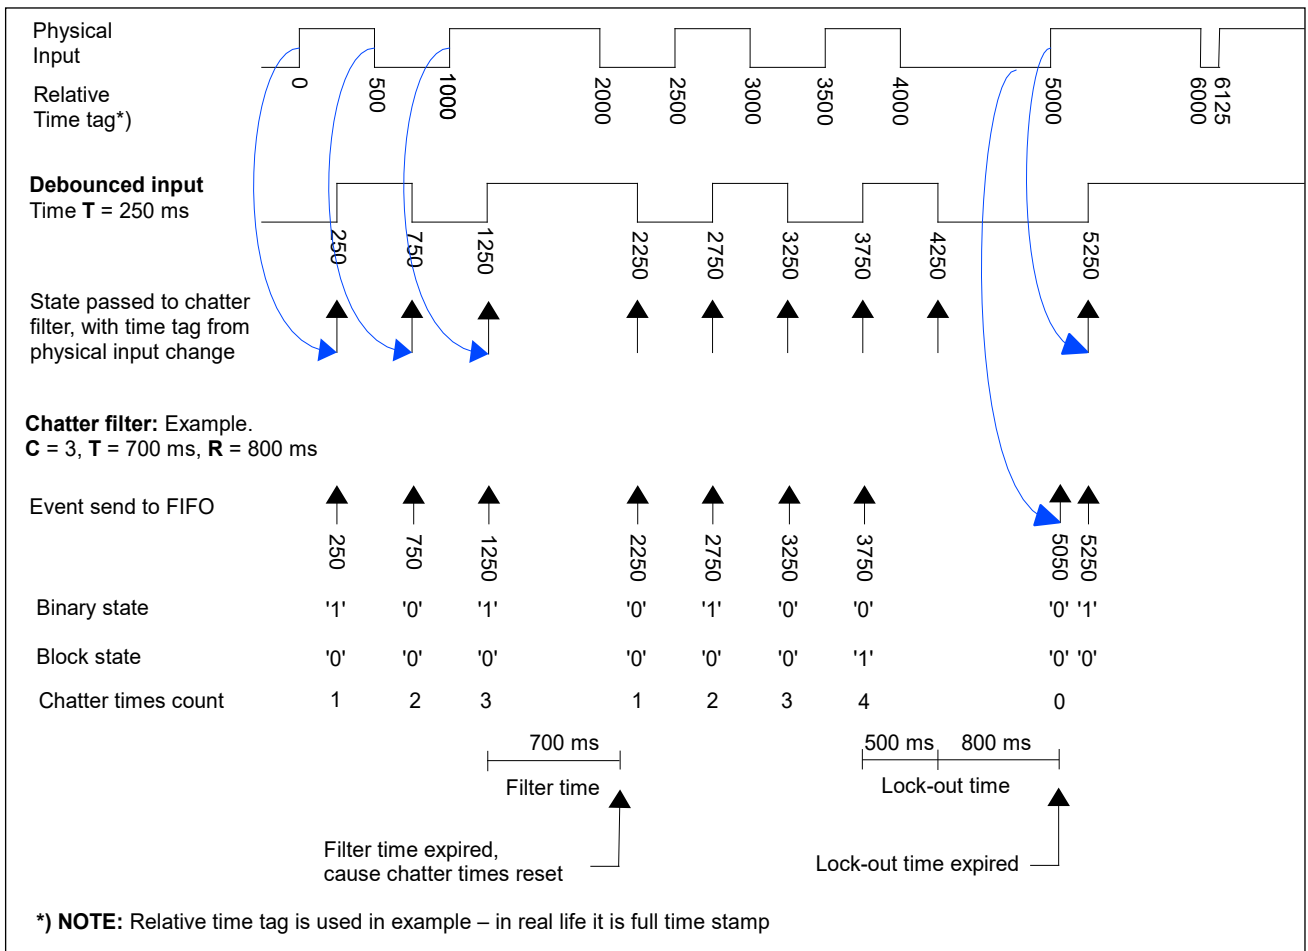 Physical
Input
Relative
Time tag*)
0 500 1000 2000 2500 3000 3500 4000 5000 6000 6125
Debounced input
Time T = 250 ms
250 750 1250 2250 2750 3250 3750 4250 5250
State passed to chatter
filter, with time tag from
physical input change
Chatter filter: Example.
C = 3, T = 700 ms, R = 800 ms
Event send to FIFO
250 750 1250 2250 2750 3250 3750 5050 5250
Binary state '1' '0' '1' '0' '1' '0' '0' '0' '1'
Block state '0' '0' '0' '0' '0' '0' '1' '0' '0'
Chatter times count 1 2 3 1 2 3 4 0
700 ms 500 ms 800 ms
Filter time Lock-out time
Filter time expired,
cause chatter times reset
Lock-out time expired
*) NOTE: Relative time tag is used in example – in real life it is full time stamp